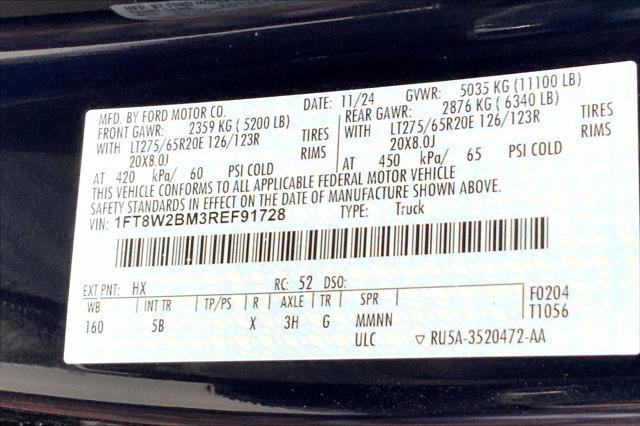 MFD. BY FORD MOTOR CO.
DATE: 11/24 GVWR: 5035 KG (11100 LB)
FRONT GAWR: 2359 KG (5200 LB) REAR GAWR: 2876 KG (6340 LB)
WITH LT275/65R20E 126/123R TIRES WITH LT275/65R20E 126/123R TIRES
20X8.0J RIMS 20X8.0J RIMS
AT 420 kPa/ 60 PSI COLD AT 450 kPa/ 65 PSI COLD
THIS VEHICLE CONFORMS TO ALL APPLICABLE FEDERAL MOTOR VEHICLE
SAFETY STANDARDS IN EFFECT ON THE DATE OF MANUFACTURE SHOWN ABOVE.
VIN: 1FT8W2BM3REF91728 TYPE: Truck
EXT PNT: HX RC: 52 DSO:
WB INT TR TP/PS R AXLE TR SPR F0204
160 5B X 3H G MMNN T1056
ULC RU5A-3520472-AA